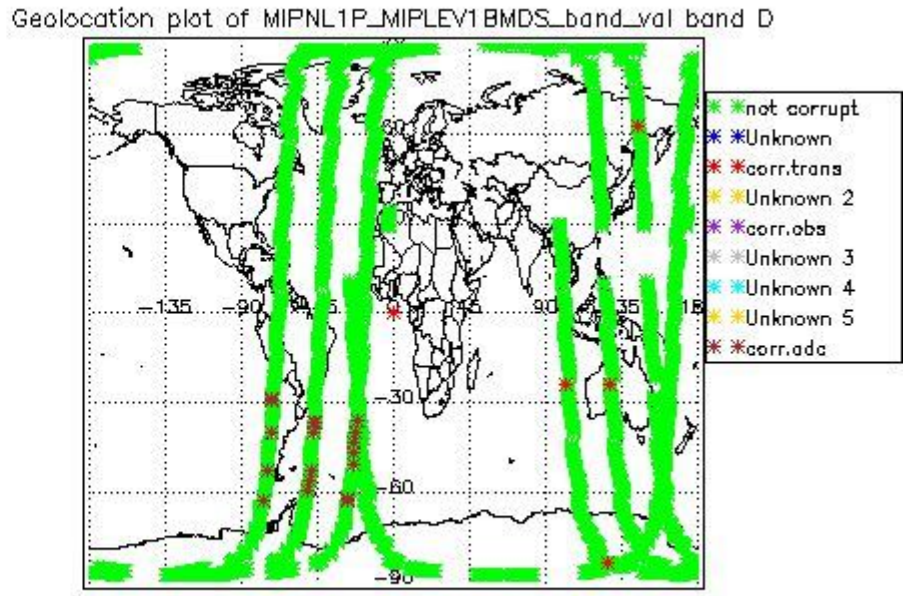 Geolocation plot of MIPNL1P_MIPLEV1BMDS_band_val band D
not corrupt
Unknown
corr.trans
Unknown 2
corr.obs
Unknown 3
Unknown 4
Unknown 5
corr.adc
-135 -90 90 135
-30
-60
-90